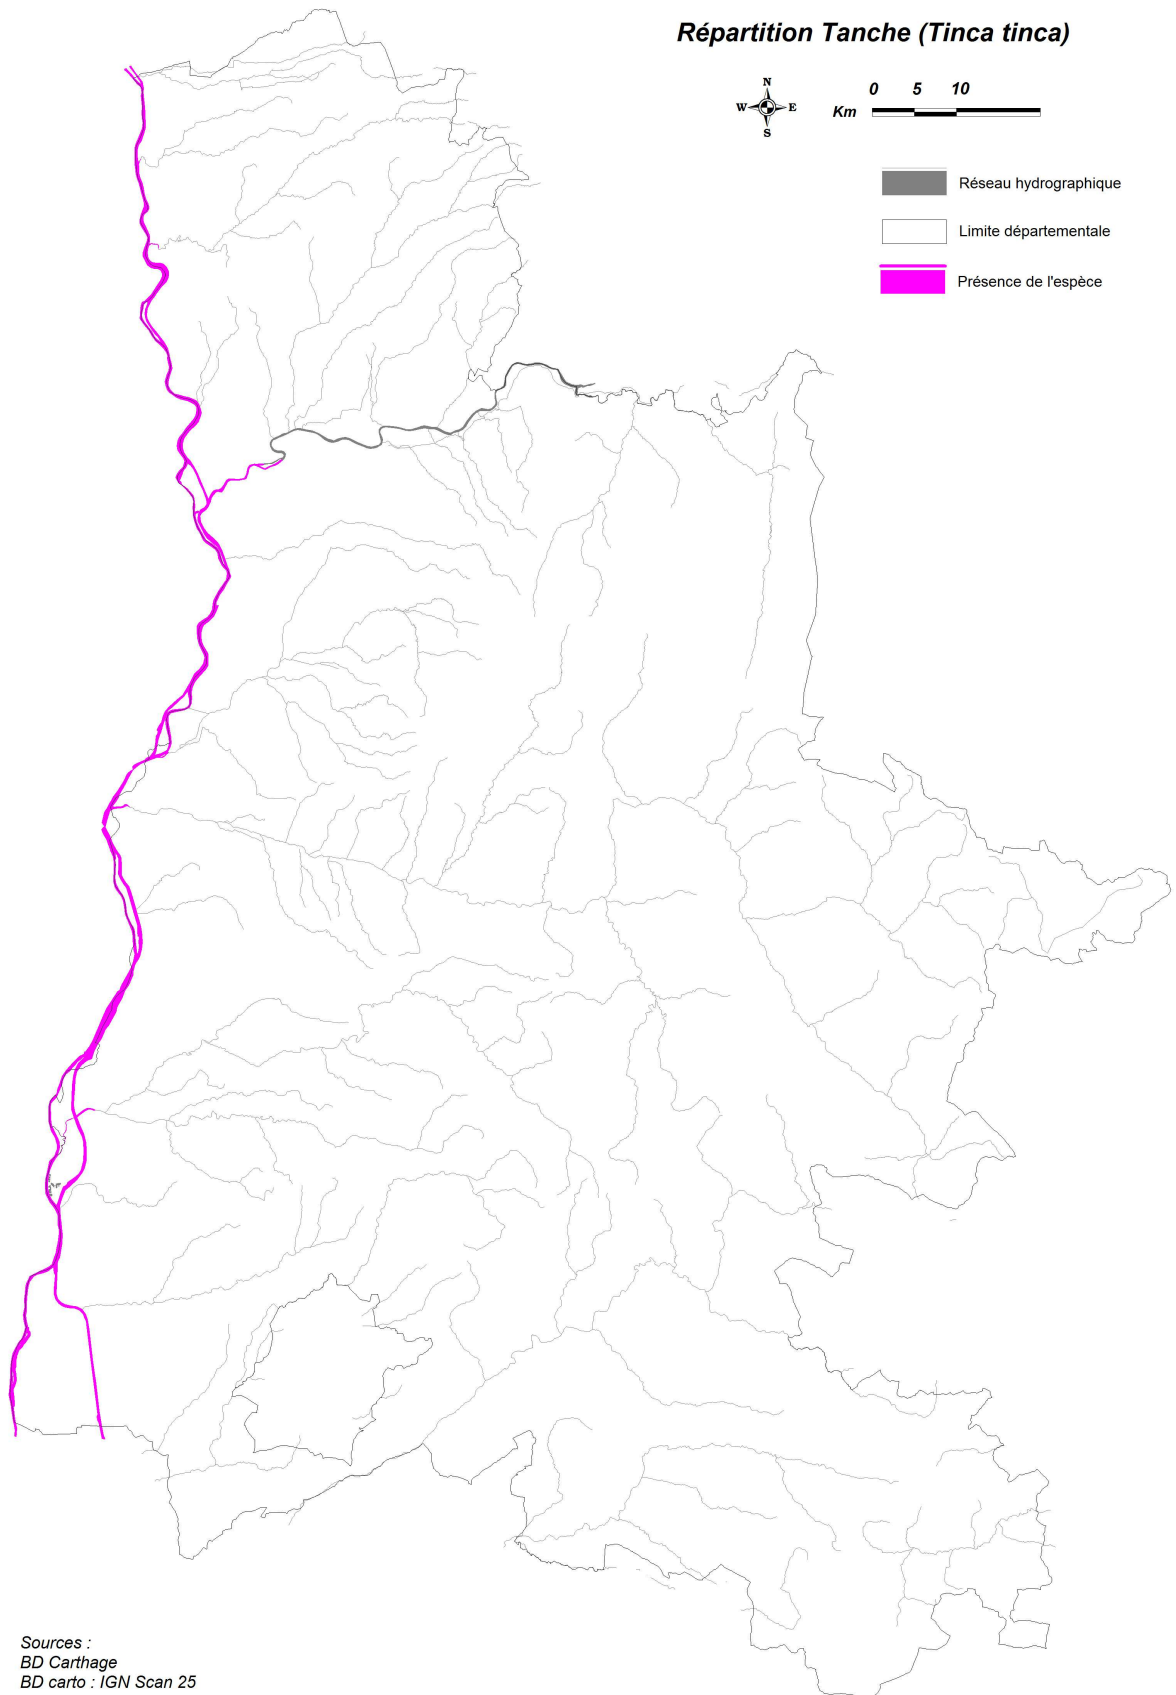 Répartition Tanche (Tinca tinca)
N
W E
S
0 5 10
Km
Réseau hydrographique
Limite départementale
Présence de l'espèce
Sources :
BD Carthage
BD carto : IGN Scan 25